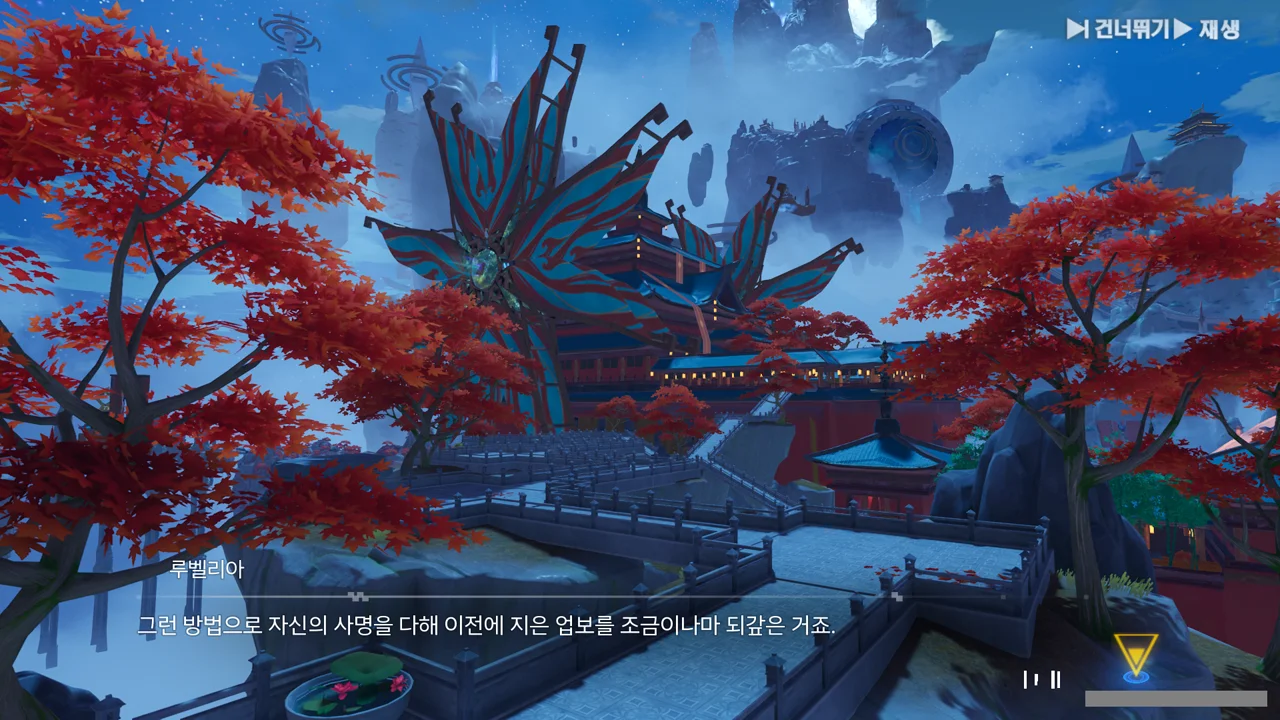 건너뛰기 재생
루벨리아
그런 방법으로 자신의 사명을 다해 이전에 지은 업보를 조금이나마 되갚은 거죠.